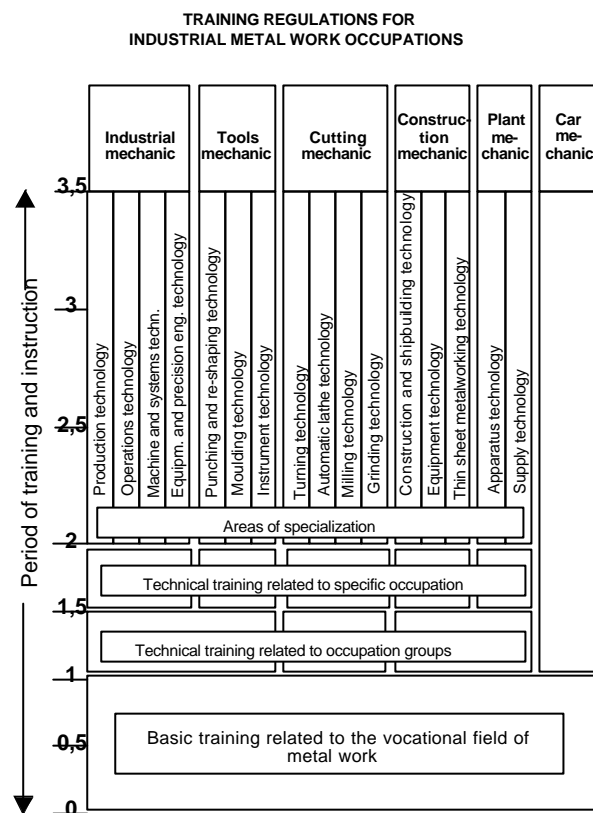 TRAINING REGULATIONS FOR
INDUSTRIAL METAL WORK OCCUPATIONS
Industrial
mechanic
Tools
mechanic
Cutting
mechanic
Construc-
tion
mechanic
Plant
me-
chanic
Car
me-
chanic
Period of training and instruction
3,5
3
2,5
2
1,5
1
0,5
0
Production technology
Operations technology
Machine and systems techn.
Equipm. and precision eng. technology
Punching and re-shaping technology
Moulding technology
Instrument technology
Turning technology
Automatic lathe technology
Milling technology
Grinding technology
Construction and shipbuilding technology
Equipment technology
Thin sheet metalworking technology
Apparatus technology
Supply technology
Areas of specialization
Technical training related to specific occupation
Technical training related to occupation groups
Basic training related to the vocational field of
metal work